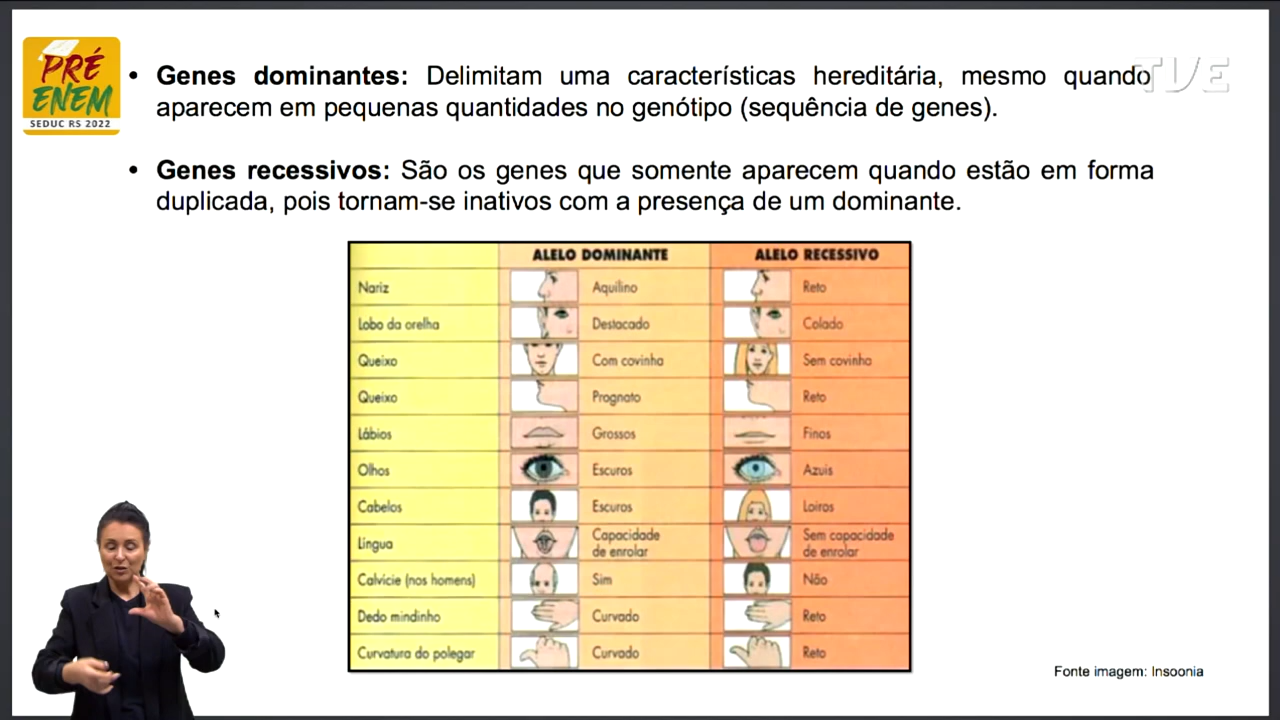 PRÉ
ENEM
SEDUC RS 2022
TVE
• Genes dominantes: Delimitam uma características hereditária, mesmo quando
aparecem em pequenas quantidades no genótipo (sequência de genes).
• Genes recessivos: São os genes que somente aparecem quando estão em forma
duplicada, pois tornam-se inativos com a presença de um dominante.
ALELO DOMINANTE ALELO RECESSIVO
Nariz Aquilino Reto
Lobo da orelha Destacado Colado
Queixo Com covinha Sem covinha
Queixo Prognato Reto
Lábios Grossos Finos
Olhos Escuros Azuis
Cabelos Escuros Loiros
Língua Capacidade de enrolar Sem capacidade de enrolar
Calvície (nos homens) Sim Não
Dedo mindinho Curvado Reto
Curvatura do polegar Curvado Reto
Fonte imagem: Insoonia